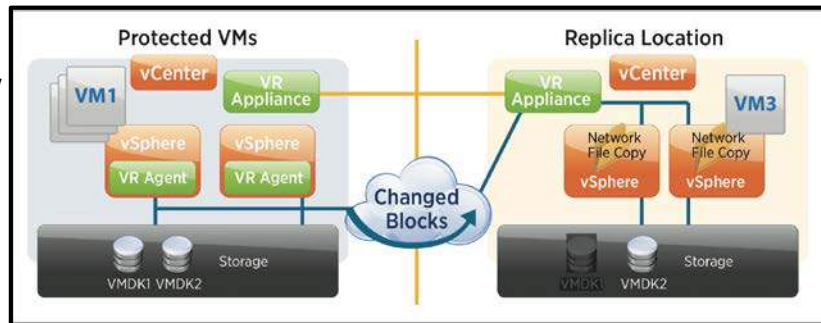 Protected VMs
Replica Location
vCenter
VM1
VR
Appliance
vSphere
VR Agent
vSphere
VR Agent
Changed
Blocks
Storage
VMDK1
VMDK2
VR
Appliance
vCenter
VM3
Network
File Copy
vSphere
Network
File Copy
vSphere
VMDK1
VMDK2
Storage